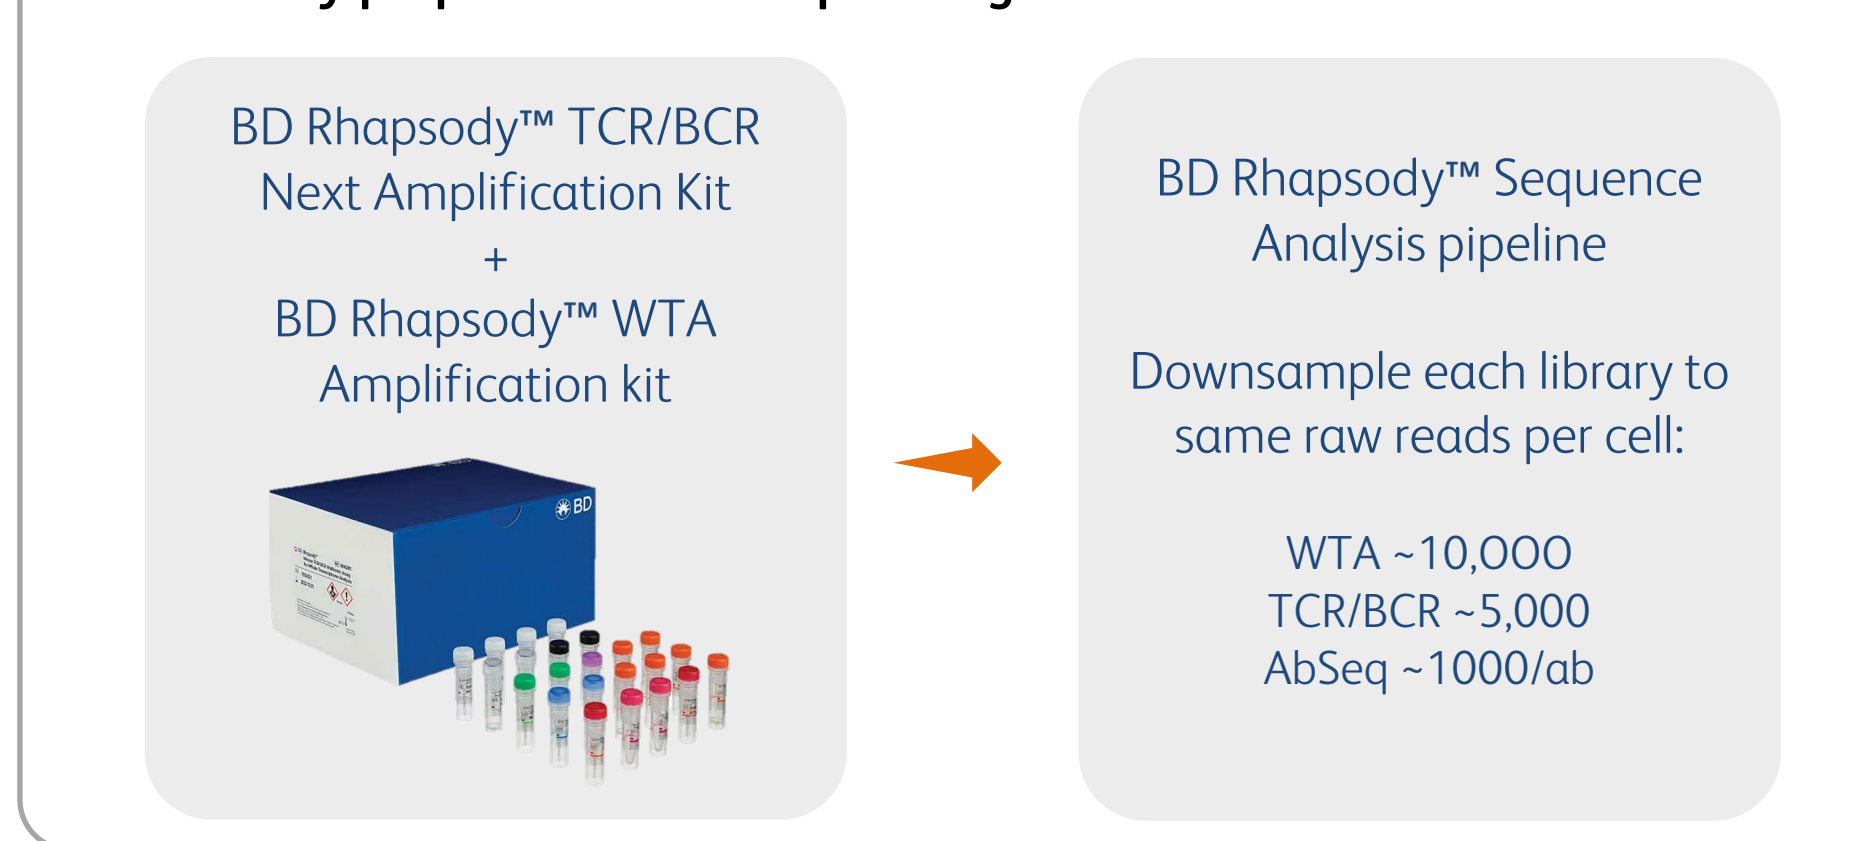 BD Rhapsody™ TCR/BCR
Next Amplification Kit
+
BD Rhapsody™ WTA
Amplification kit
BD
BD Rhapsody™ Sequence
Analysis pipeline
Downsample each library to
same raw reads per cell:
WTA ~10,000
TCR/BCR ~5,000
AbSeq ~1000/ab